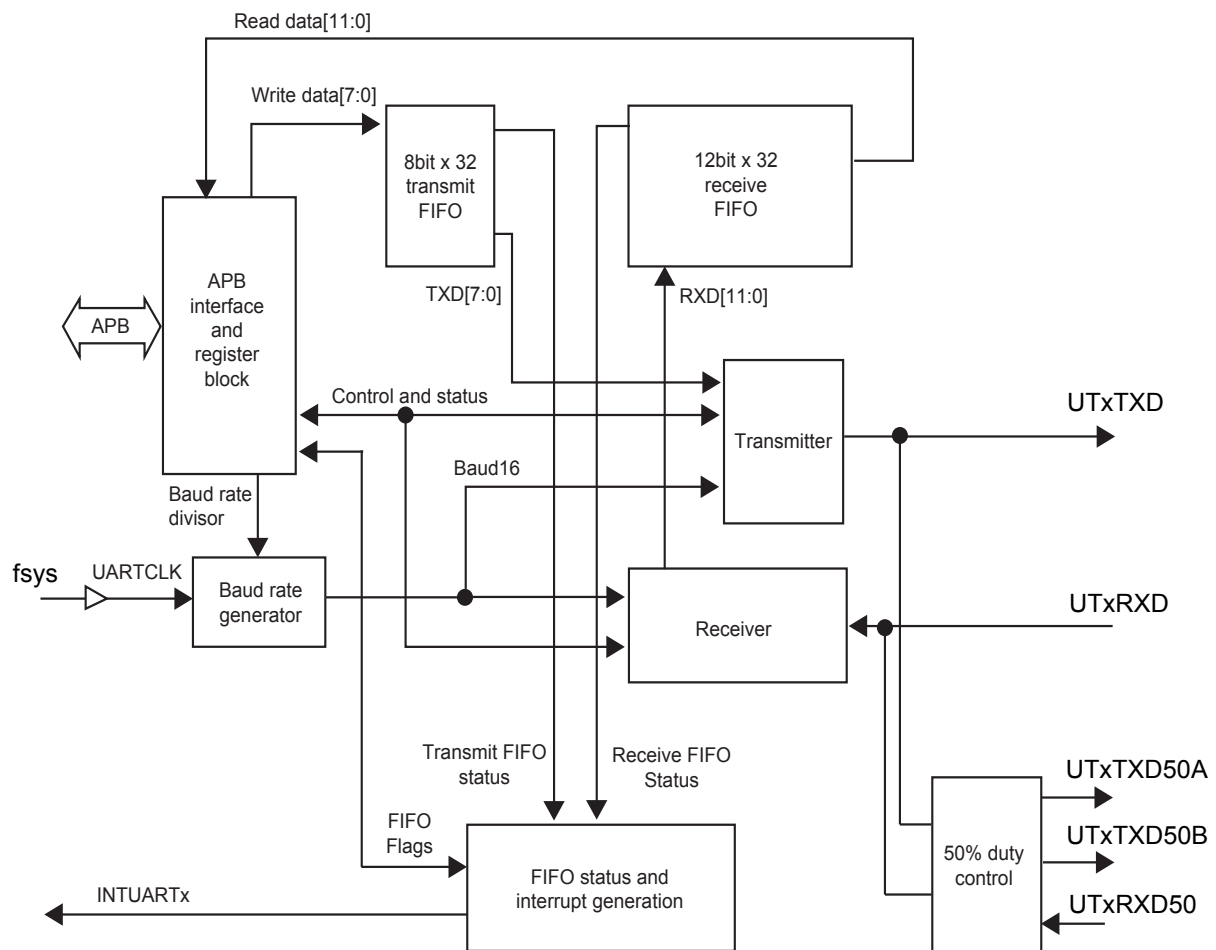 Read data[11:0]
Write data[7:0]
8bit x 32
transmit
FIFO
12bit x 32
receive
FIFO
APB
interface
and
register
block
APB
TXD[7:0]
RXD[11:0]
Control and status
Transmitter
UTxTXD
Baud16
Baud rate
divisor
fsys
UARTCLK
Baud rate
generator
Receiver
UTxRXD
Transmit FIFO
status
Receive FIFO
Status
FIFO
Flags
FIFO status and
interrupt generation
INTUARTx
50% duty
control
UTxTXD50A
UTxTXD50B
UTxRXD50